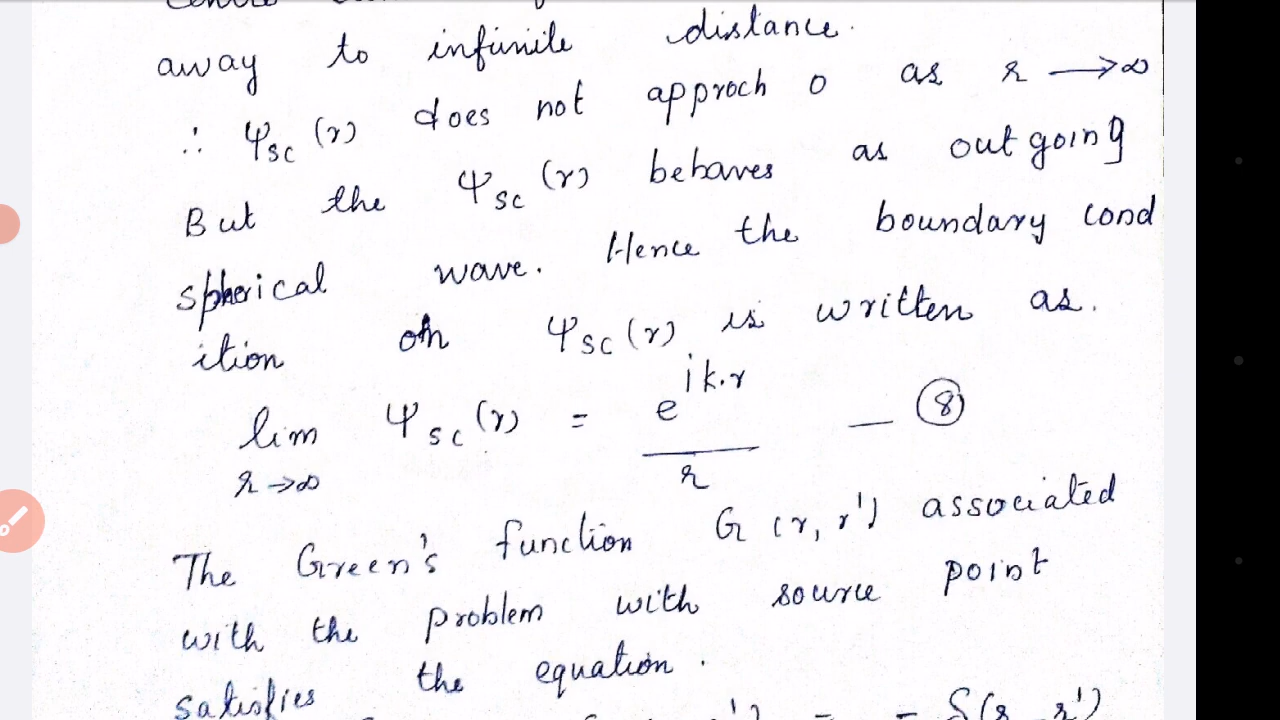 away to infinite distance.
∴ Ψsc (r) does not approch 0 as r → ∞
But the Ψsc (r) behaves as outgoing
spherical wave. Hence the boundary cond
ition on Ψsc (r) is written as.
lim r→∞ Ψsc (r) = e^{ik.r} / r — ⑧
The Green's function G (r, r') associated
with the problem with source point
satisfies the equation.
= - δ(r r')